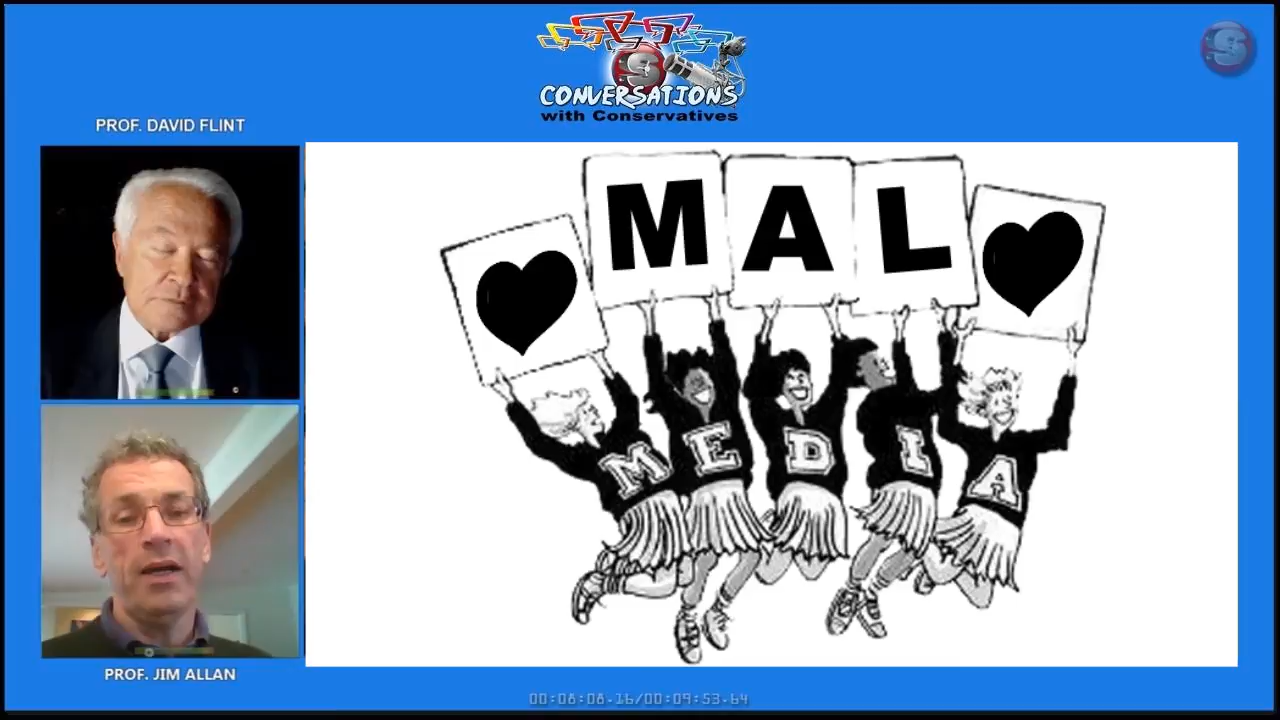 CONVERSATIONS
with Conservatives
S
S
PROF. DAVID FLINT
♥ MAL ♥
MEDIA
PROF. JIM ALLAN
00:08:08.16/00:09:53.64